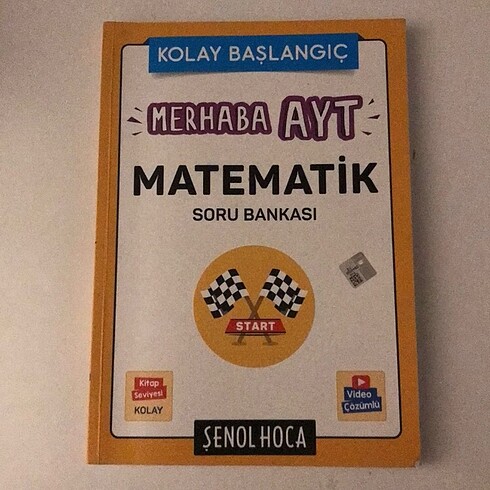 KOLAY BAŞLANGIÇ
MERHABA AYT
MATEMATİK
SORU BANKASI
START
Kitap
Seviyesi
KOLAY
Video
Çözümlü
ŞENOL HOCA